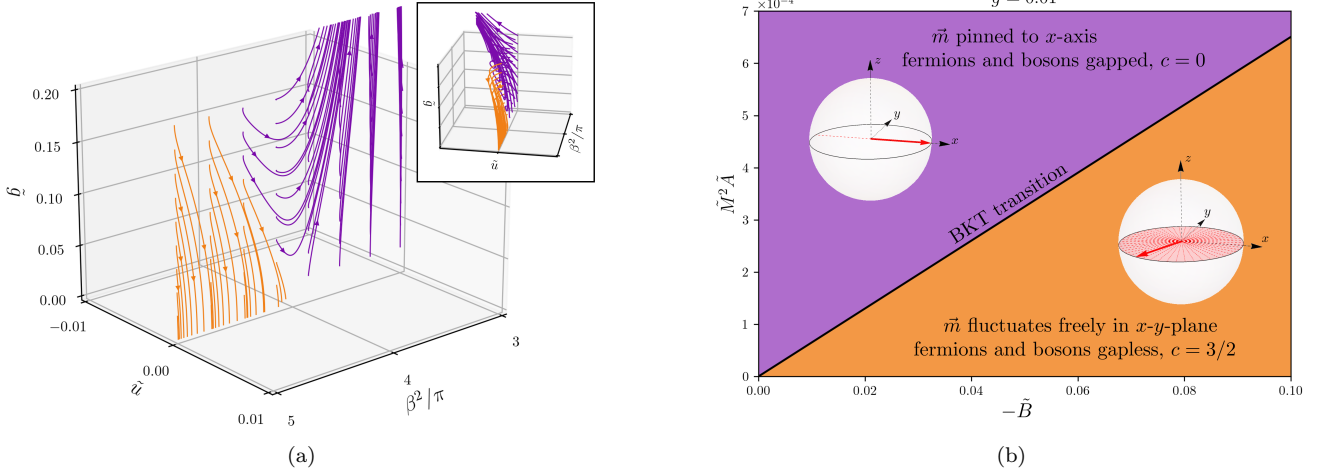 0.20
0.15
0.10
0.05
0.00
g̃
−0.01
0.00
0.01
ũ
5
4
3
β²/π
g̃
ũ
β²/π
(a)
×10⁻⁴
7
6
5
4
3
2
1
0
M̃²Ã
m⃗ pinned to x-axis
fermions and bosons gapped, c = 0
z
y
x
BKT transition
z
y
x
m⃗ fluctuates freely in x-y-plane
fermions and bosons gapless, c = 3/2
0.00
0.02
0.04
0.06
0.08
0.10
−B̃
(b)